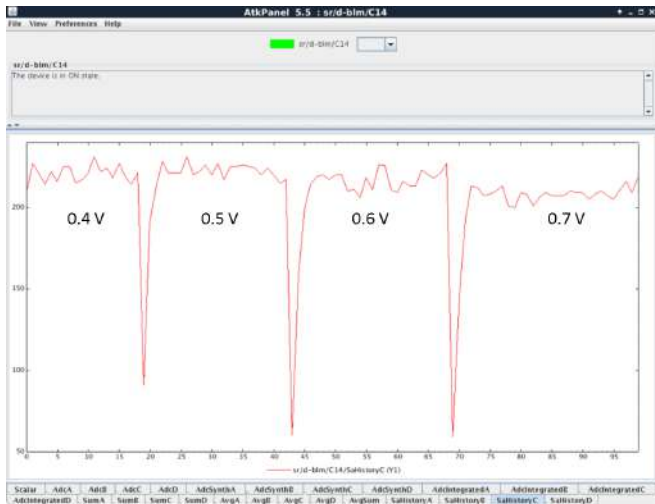 AtkPanel 5.5 : sr/d-blm/C14
File View Preferences Help
sr/d-blm/C14
sr/d-blm/C14
The device is in ON state.
200
150
100
50
0.4 V 0.5 V 0.6 V 0.7 V
0 5 10 15 20 25 30 35 40 45 50 55 60 65 70 75 80 85 90 95
sr/d-blm/C14/SaHistoryC (Y1)
Scalar AdcA AdcB AdcC AdcD AdcSynthA AdcSynthB AdcSynthC AdcSynthD AdcIntegratedA AdcIntegratedB AdcIntegratedC
AdcIntegratedD SumA SumB SumC SumD AvgA AvgB AvgC AvgD AvgSum SaHistoryA SaHistoryB SaHistoryC SaHistoryD